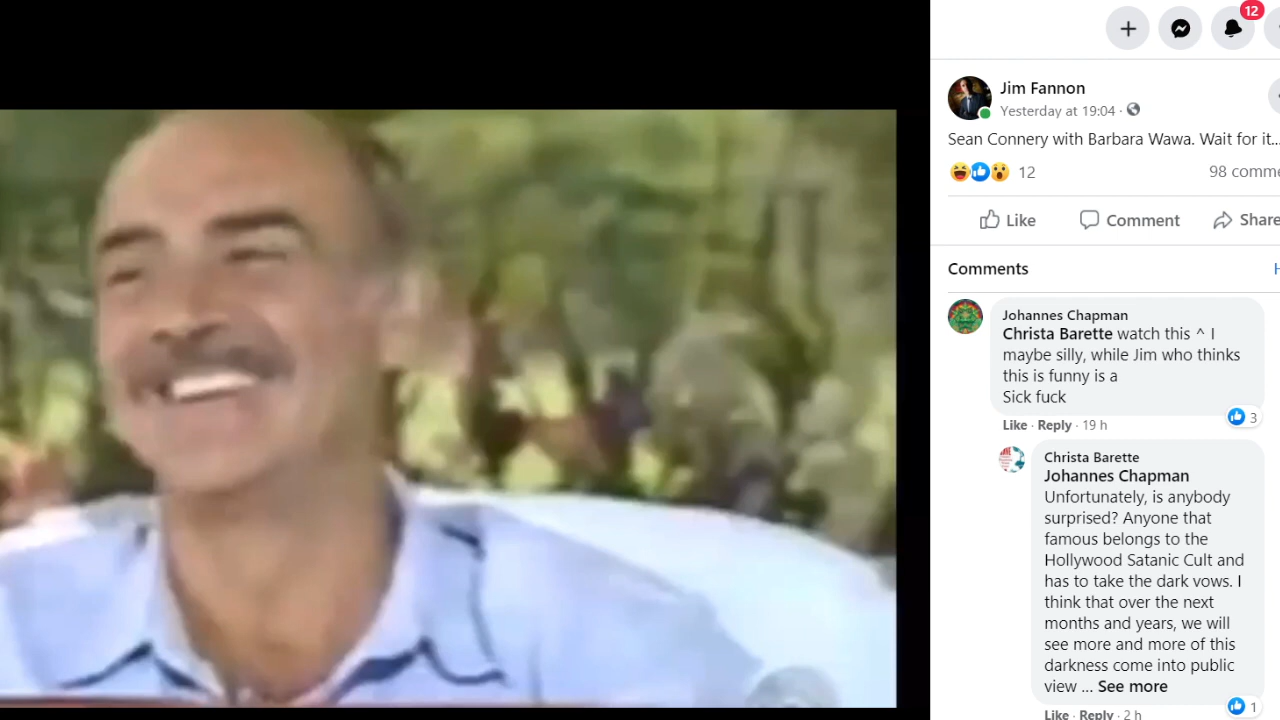 12
Jim Fannon
Yesterday at 19:04 ·
Sean Connery with Barbara Wawa. Wait for it...
12
98 comme
Like
Comment
Share
Comments
Johannes Chapman
Christa Barette watch this ^ I
maybe silly, while Jim who thinks
this is funny is a
Sick fuck
3
Like · Reply · 19 h
Christa Barette
Johannes Chapman
Unfortunately, is anybody
surprised? Anyone that
famous belongs to the
Hollywood Satanic Cult and
has to take the dark vows. I
think that over the next
months and years, we will
see more and more of this
darkness come into public
view ... See more
1
Like · Reply · 2 h